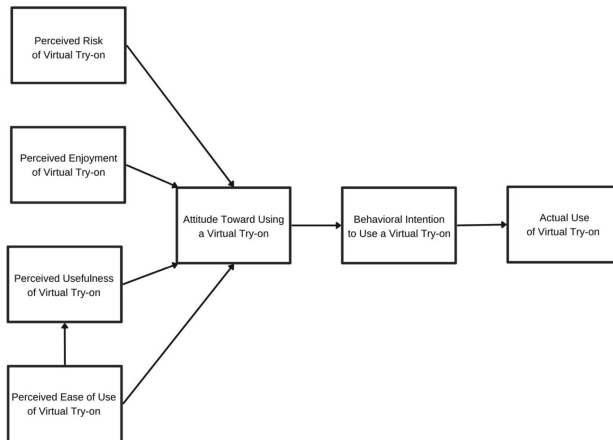 Perceived Risk
of Virtual Try-on
Perceived Enjoyment
of Virtual Try-on
Attitude Toward Using
a Virtual Try-on
Behavioral Intention
to Use a Virtual Try-on
Actual Use
of Virtual Try-on
Perceived Usefulness
of Virtual Try-on
Perceived Ease of Use
of Virtual Try-on